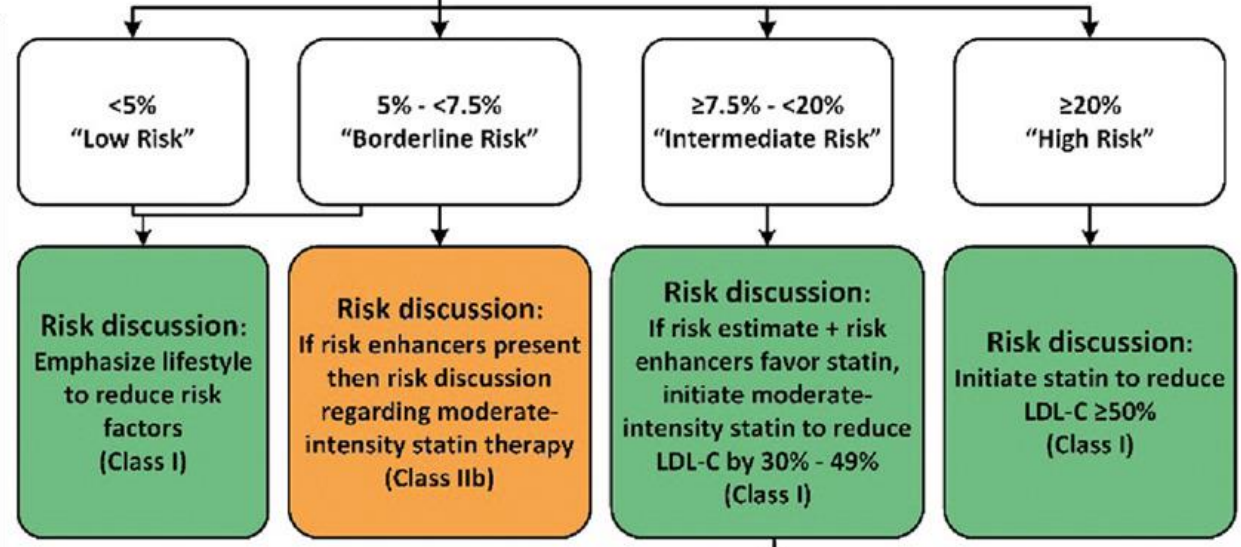 <5%
“Low Risk”
5% - <7.5%
“Borderline Risk”
≥7.5% - <20%
“Intermediate Risk”
≥20%
“High Risk”
Risk discussion:
Emphasize lifestyle
to reduce risk
factors
(Class I)
Risk discussion:
If risk enhancers present
then risk discussion
regarding moderate-
intensity statin therapy
(Class IIb)
Risk discussion:
If risk estimate + risk
enhancers favor statin,
initiate moderate-
intensity statin to reduce
LDL-C by 30% - 49%
(Class I)
Risk discussion:
Initiate statin to reduce
LDL-C ≥50%
(Class I)